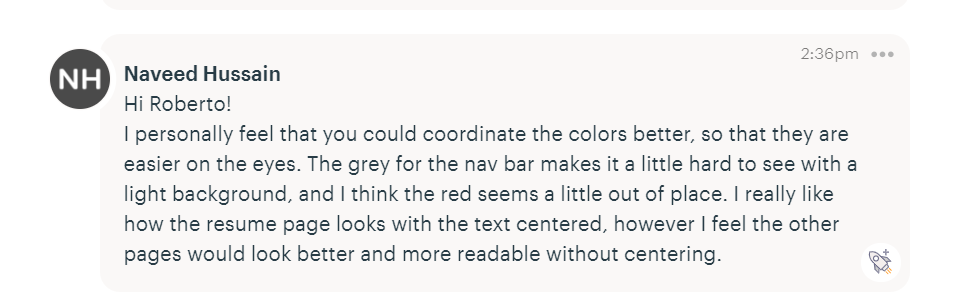 2:36pm
NH
Naveed Hussain
Hi Roberto!
I personally feel that you could coordinate the colors better, so that they are
easier on the eyes. The grey for the nav bar makes it a little hard to see with a
light background, and I think the red seems a little out of place. I really like
how the resume page looks with the text centered, however I feel the other
pages would look better and more readable without centering.